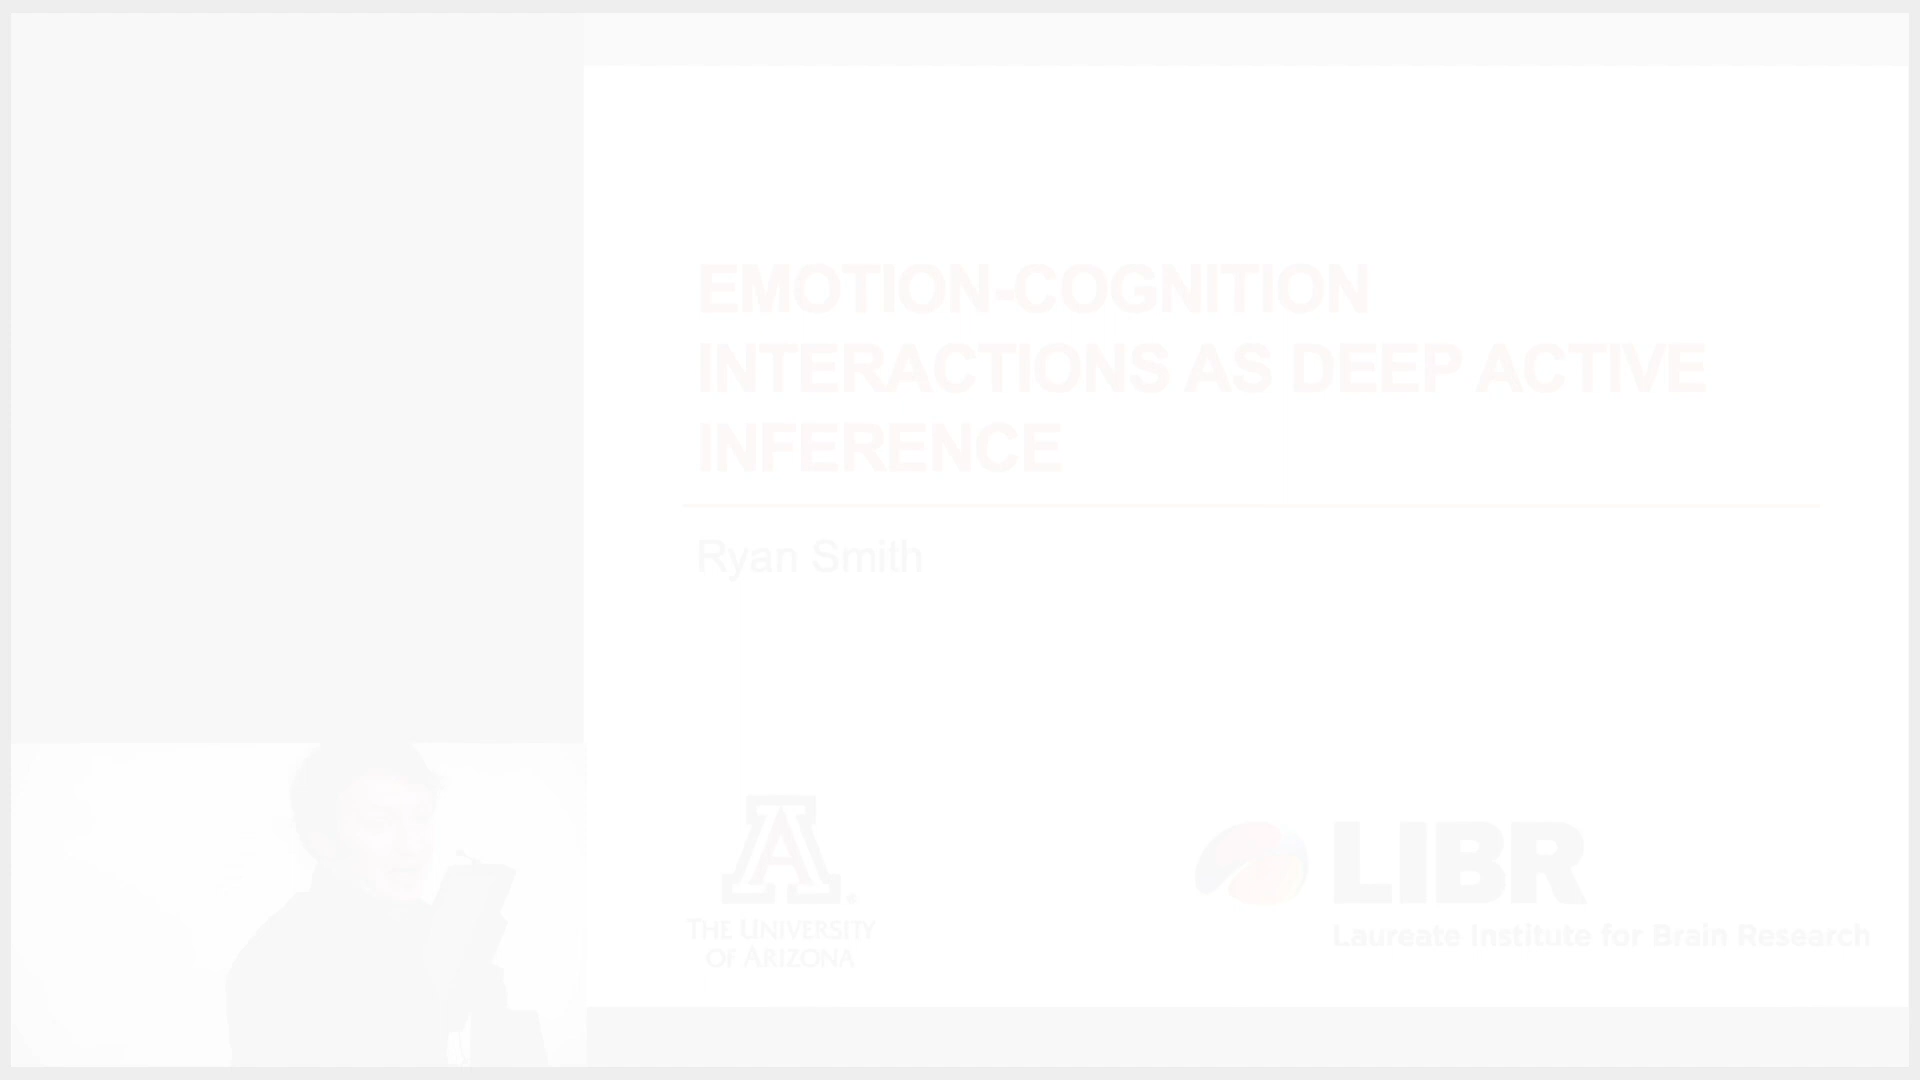 EMOTION-COGNITION
INTERACTIONS AS DEEP ACTIVE
INFERENCE
Ryan Smith
A
THE UNIVERSITY
OF ARIZONA
LIBR
Laureate Institute for Brain Research